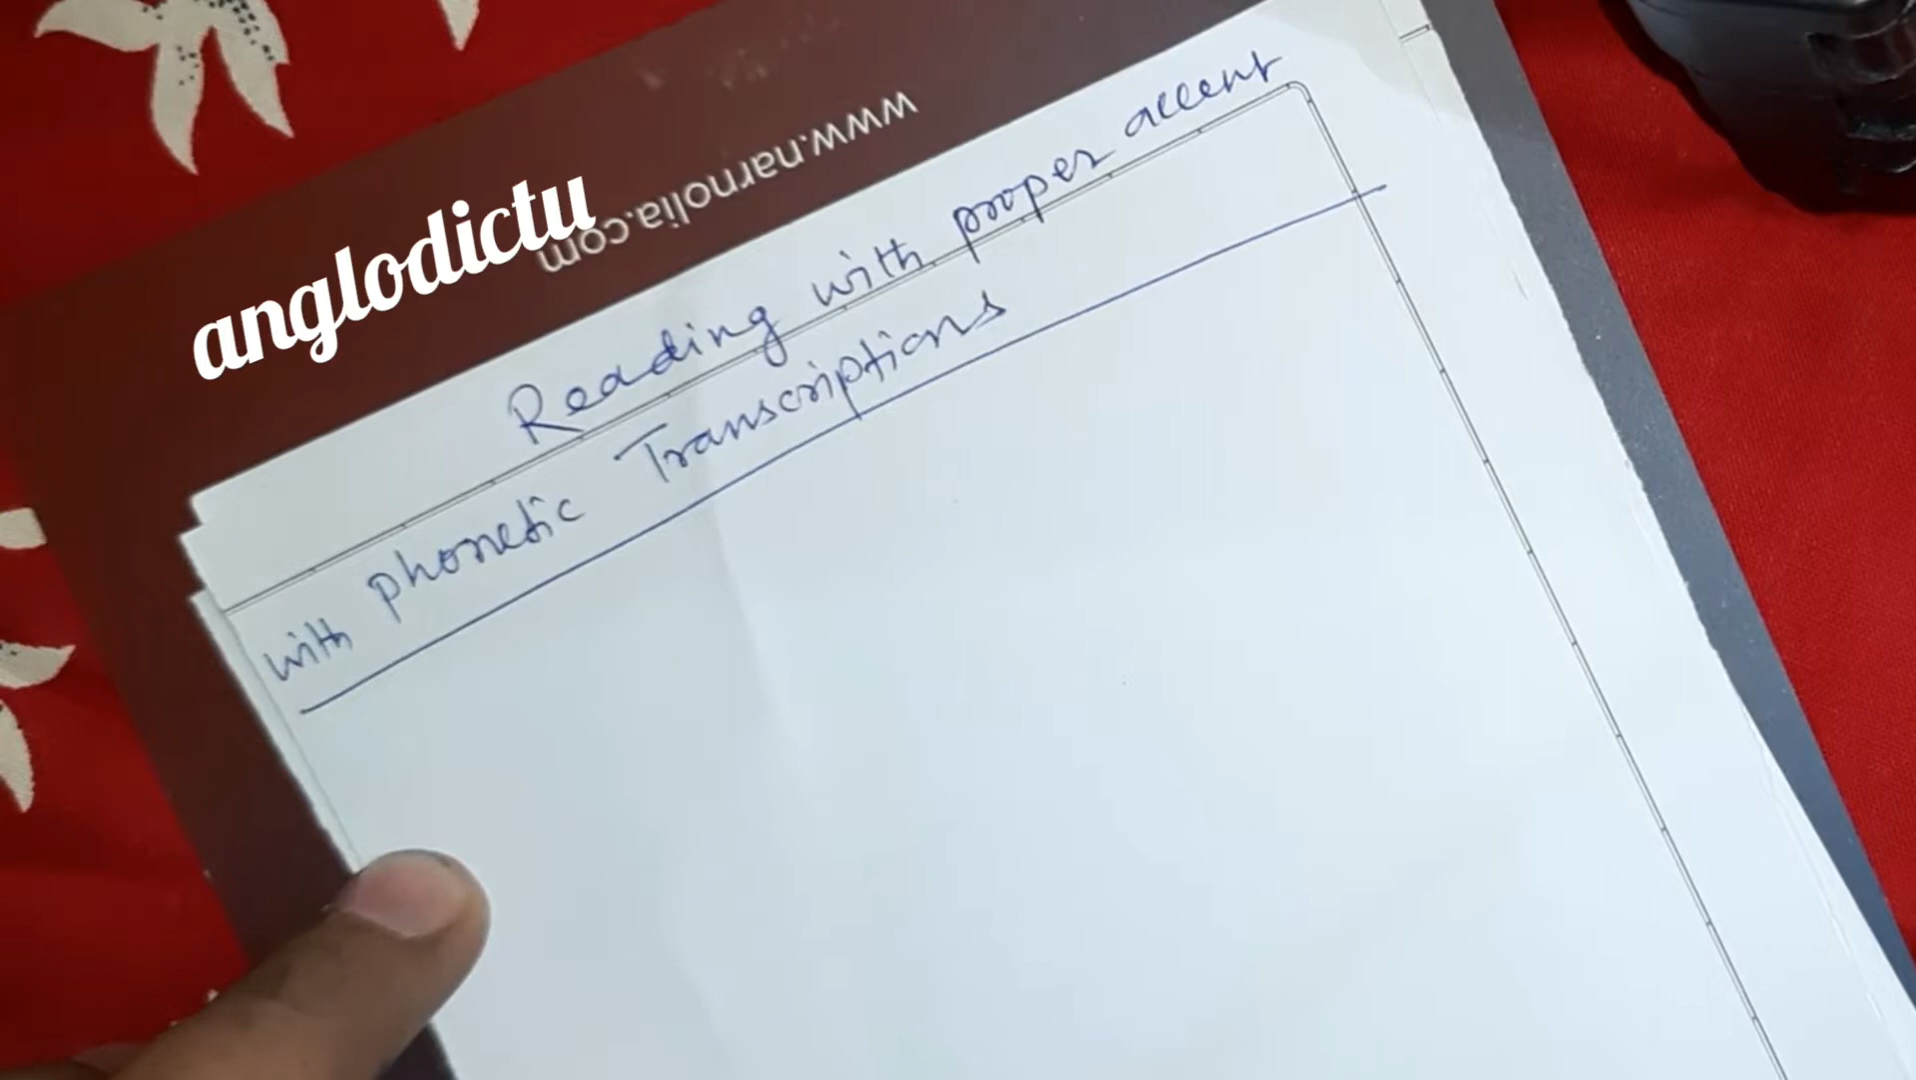 www.narnolia.com
anglodictu
Reading with proper accent
with phonetic Transcriptions